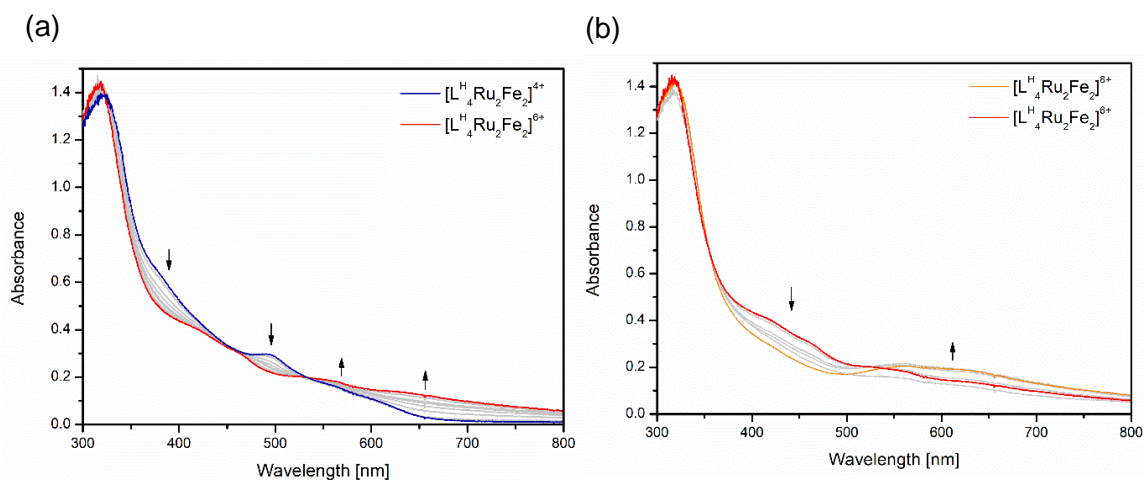 (a)
(b)
1.4
1.2
1.0
0.8
0.6
0.4
0.2
0.0
Absorbance
300 400 500 600 700 800
Wavelength [nm]
[Lᴴ₄Ru₂Fe₂]⁴⁺
[Lᴴ₄Ru₂Fe₂]⁶⁺
1.4
1.2
1.0
0.8
0.6
0.4
0.2
0.0
Absorbance
300 400 500 600 700 800
Wavelength [nm]
[Lᴴ₄Ru₂Fe₂]⁸⁺
[Lᴴ₄Ru₂Fe₂]⁶⁺